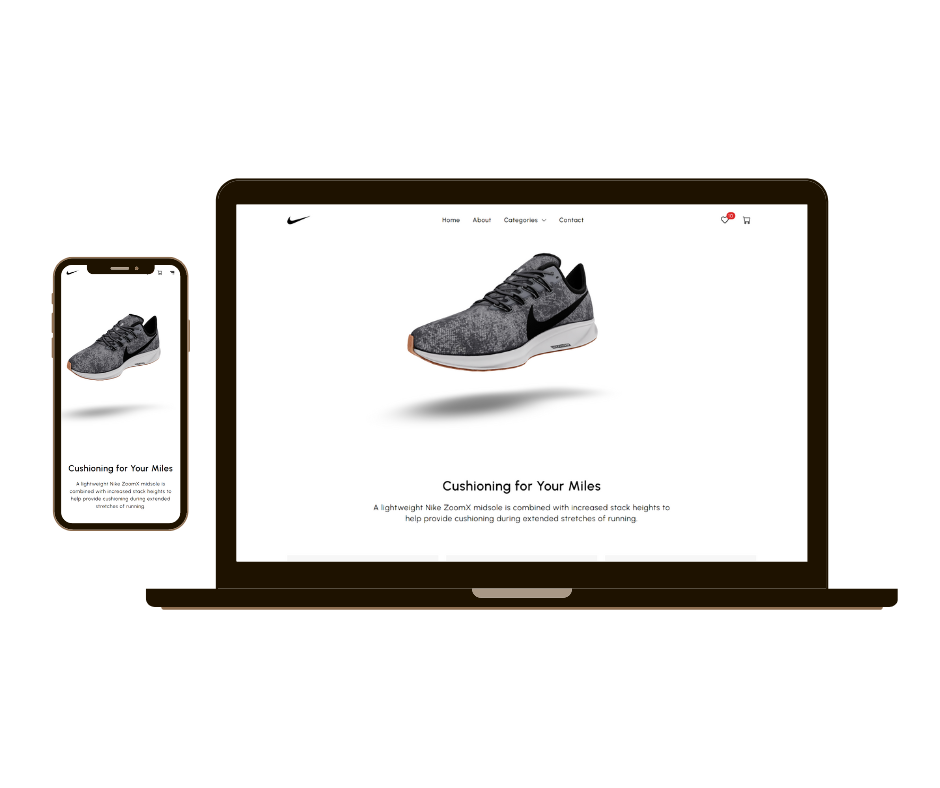 Home About Categories Contact
Cushioning for Your Miles
A lightweight Nike ZoomX midsole is combined with increased stack heights to
help provide cushioning during extended stretches of running.
Cushioning for Your Miles
A lightweight Nike ZoomX midsole is
combined with increased stack heights to
help provide cushioning during extended
stretches of running.